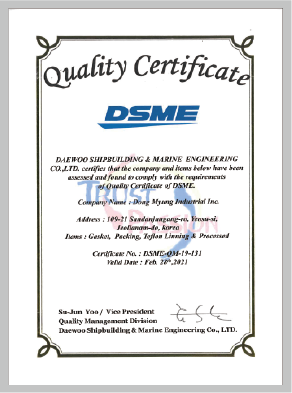 Quality Certificate
DSME
DAEWOO SHIPBUILDING & MARINE ENGINEERING
CO.,LTD. certifies that the company and items below have been
assessed and found to comply with the requirements
of Quality Certificate of DSME.
Company Name : Dong Myung Industrial Inc.
Address : 109-21 Sandanjungang-ro, Yeosu-si,
Jeollanam-do, korea
Items : Gasket, Packing, Teflon Linning & Processed
Certificate No. : DSME-QM-19-131
Valid Date : Feb. 28th,2021
Su-Jun Yoo / Vice President
Quality Management Division
Daewoo Shipbuilding & Marine Engineering Co., LTD.